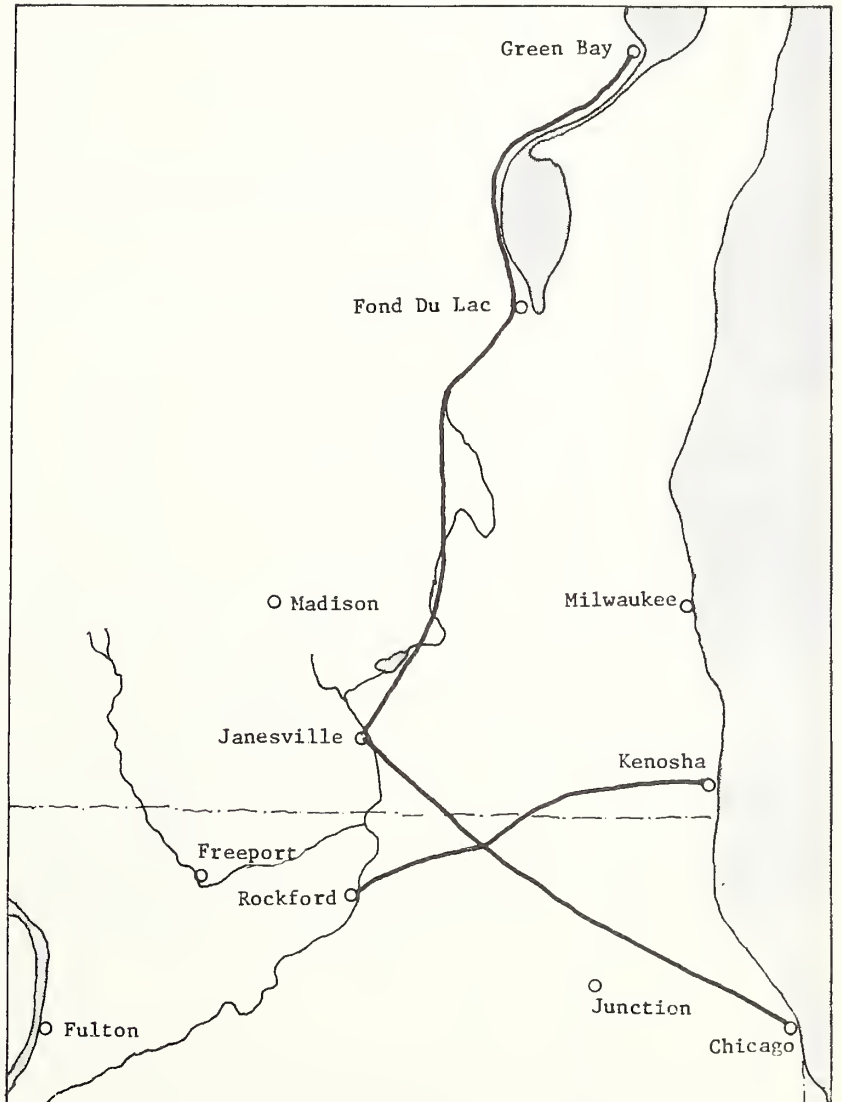 Green Bay
Fond Du Lac
Madison
Milwaukee
Janesville
Kenosha
Freeport
Rockford
Junction
Fulton
Chicago